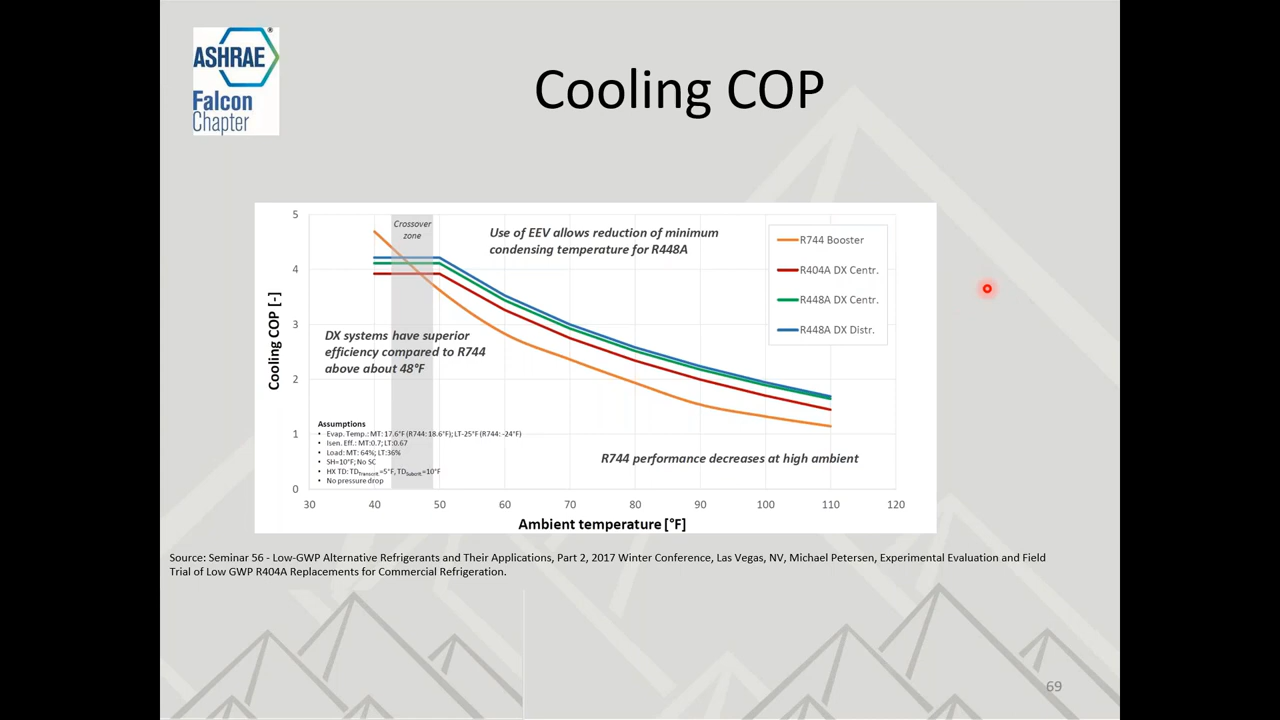 ASHRAE
®
Falcon
Chapter
Cooling COP
Crossover
zone
Use of EEV allows reduction of minimum
condensing temperature for R448A
DX systems have superior
efficiency compared to R744
above about 48°F
R744 Booster
R404A DX Centr.
R448A DX Centr.
R448A DX Distr.
Assumptions
• Evap. Temp.: MT: 17.6°F (R744: 18.6°F); LT-25°F (R744: -24°F)
• Isen. Eff.: MT:0.7; LT:0.67
• Load: MT: 64%; LT:36%
• SH=10°F; No SC
• HX TD: TDTranscrit.=5°F, TDSubcrit.=10°F
• No pressure drop
R744 performance decreases at high ambient
Cooling COP [-]
5
4
3
2
1
0
30 40 50 60 70 80 90 100 110 120
Ambient temperature [°F]
Source: Seminar 56 - Low-GWP Alternative Refrigerants and Their Applications, Part 2, 2017 Winter Conference, Las Vegas, NV, Michael Petersen, Experimental Evaluation and Field
Trial of Low GWP R404A Replacements for Commercial Refrigeration.
69